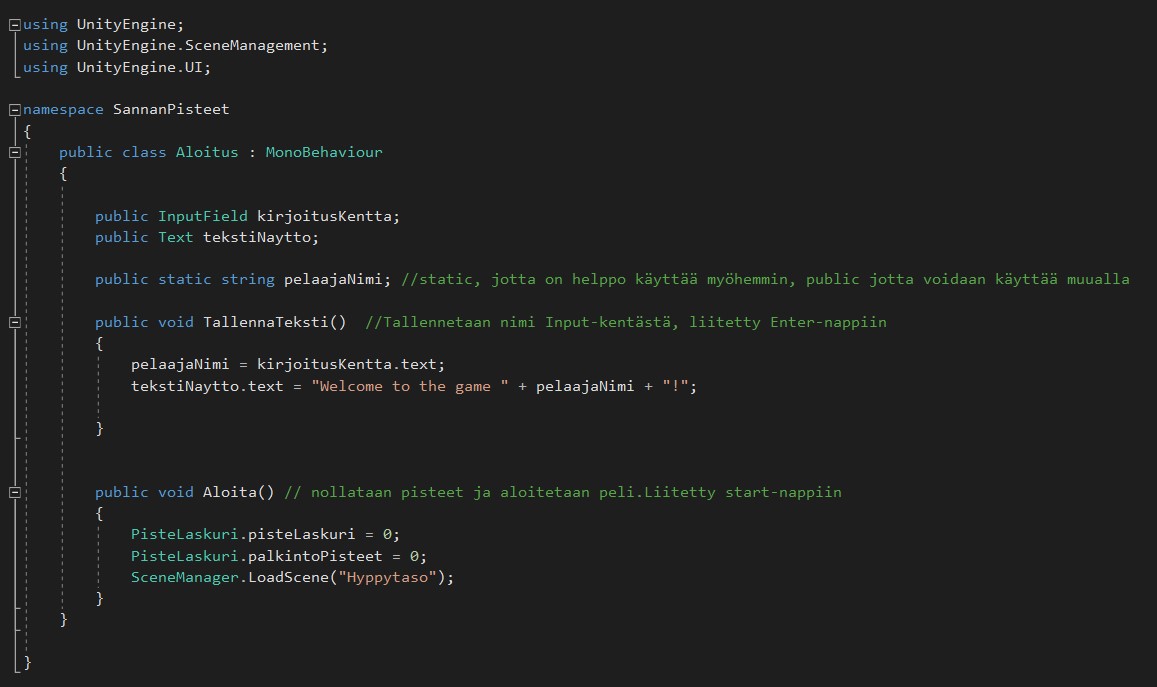 using UnityEngine;
using UnityEngine.SceneManagement;
using UnityEngine.UI;
namespace SannanPisteet
{
public class Aloitus : MonoBehaviour
{
public InputField kirjoitusKentta;
public Text tekstiNaytto;
public static string pelaajaNimi; //static, jotta on helppo käyttää myöhemmin, public jotta voidaan käyttää muualla
public void TallennaTeksti()  //Tallennetaan nimi Input-kentästä, liitetty Enter-nappiin
{
pelaajaNimi = kirjoitusKentta.text;
tekstiNaytto.text = "Welcome to the game " + pelaajaNimi + "!";
}
public void Aloita() // nollataan pisteet ja aloitetaan peli.Liitetty start-nappiin
{
PisteLaskuri.pisteLaskuri = 0;
PisteLaskuri.palkintoPisteet = 0;
SceneManager.LoadScene("Hyppytaso");
}
}
}